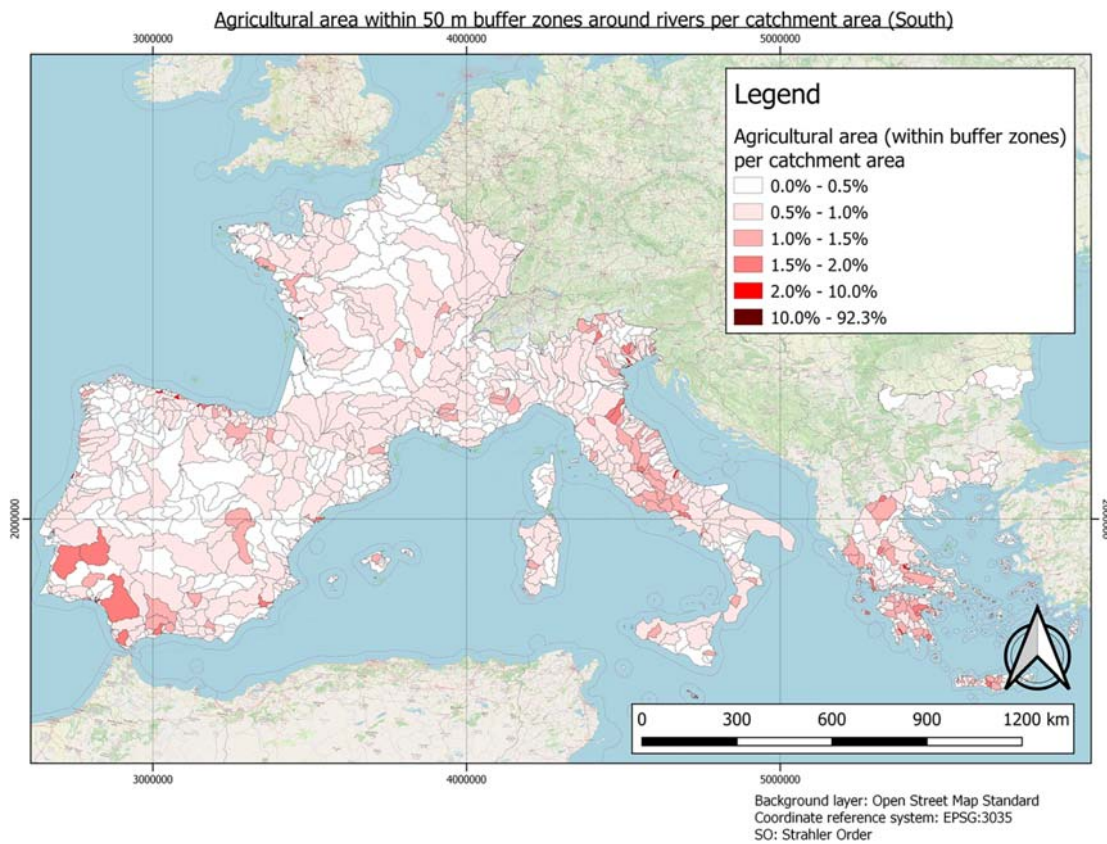 Agricultural area within 50 m buffer zones around rivers per catchment area (South)
3000000
4000000
5000000
Legend
Agricultural area (within buffer zones)
per catchment area
0.0% - 0.5%
0.5% - 1.0%
1.0% - 1.5%
1.5% - 2.0%
2.0% - 10.0%
10.0% - 92.3%
2000000
2000000
0 300 600 900 1200 km
3000000
4000000
5000000
Background layer: Open Street Map Standard
Coordinate reference system: EPSG:3035
SO: Strahler Order